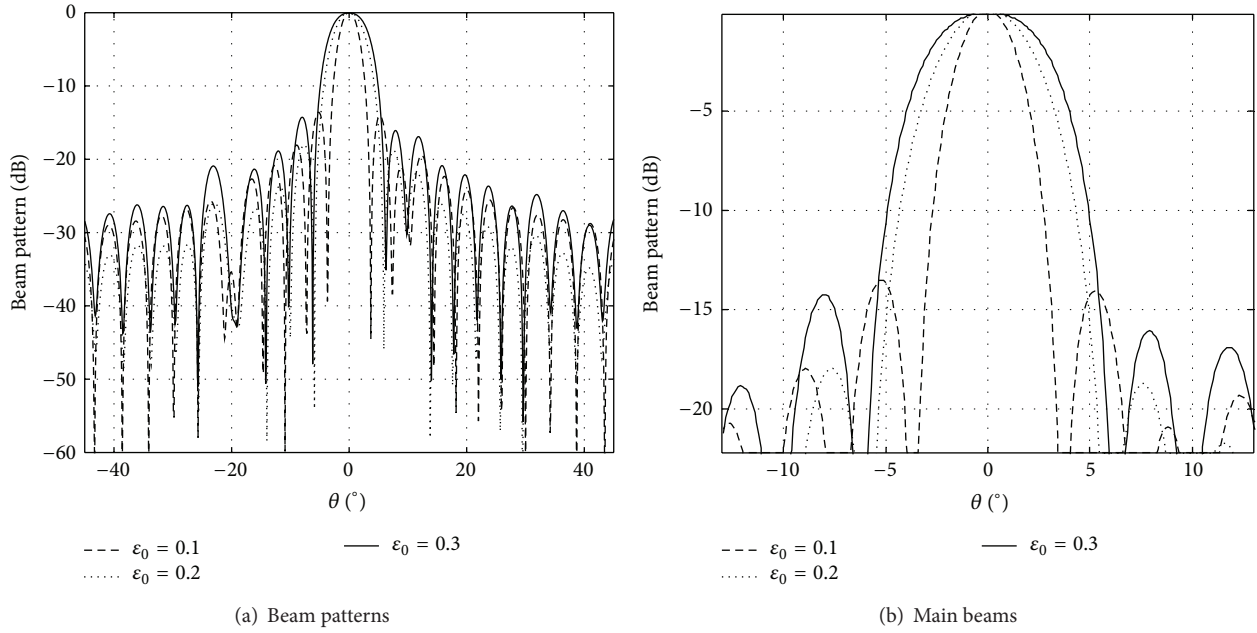 0
−10
−20
−30
−40
−50
−60
Beam pattern (dB)
−40
−20
0
20
40
θ (°)
ε0 = 0.1
ε0 = 0.2
ε0 = 0.3
(a) Beam patterns
−5
−10
−15
−20
Beam pattern (dB)
−10
−5
0
5
10
θ (°)
ε0 = 0.1
ε0 = 0.2
ε0 = 0.3
(b) Main beams